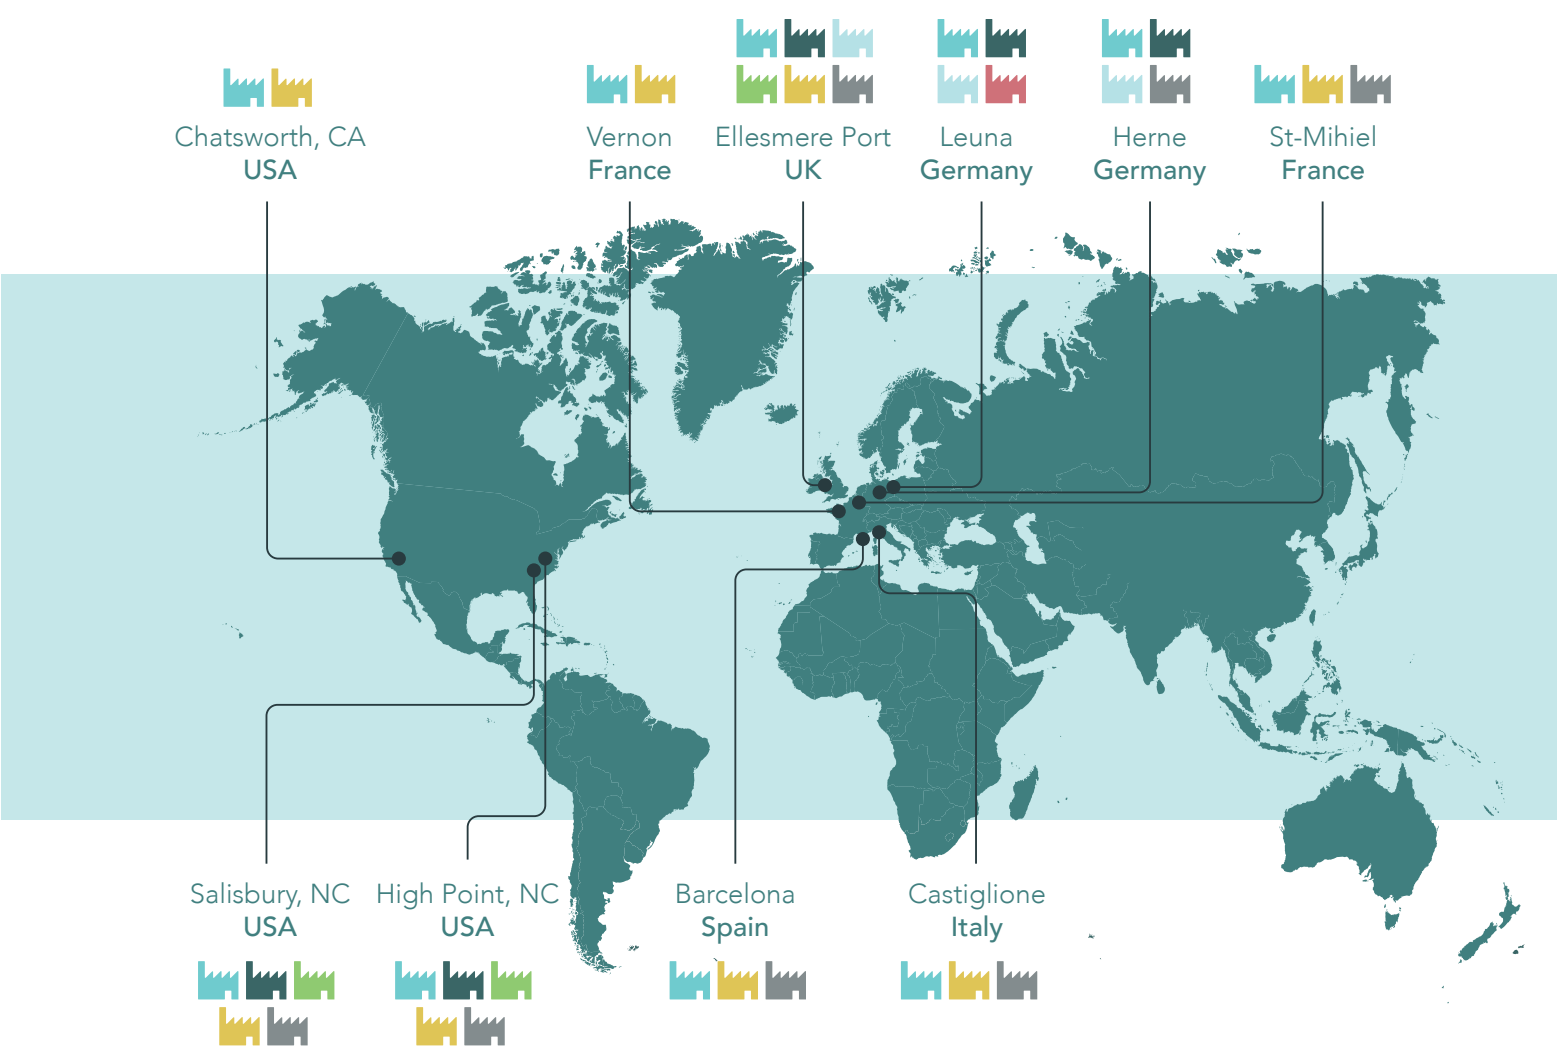 Chatsworth, CA
USA
Vernon
France
Ellesmere Port
UK
Leuna
Germany
Herne
Germany
St-Mihiel
France
Salisbury, NC
USA
High Point, NC
USA
Barcelona
Spain
Castiglione
Italy